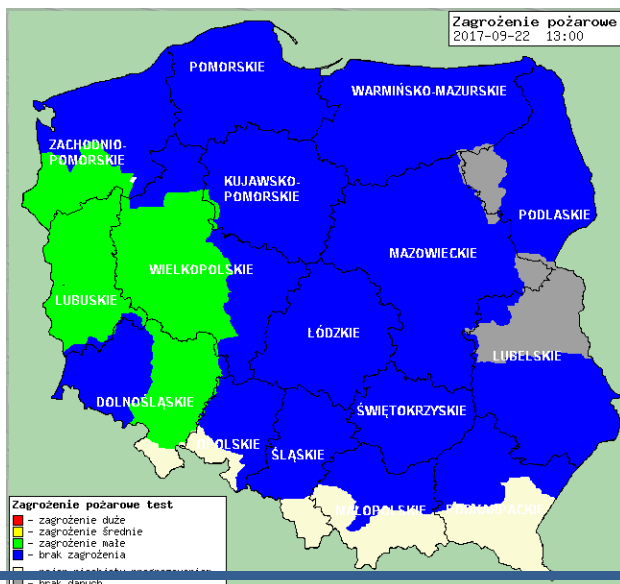 Zagrożenie pożarowe
2017-09-22 13:00
POMORSKIE
WARMIŃSKO-MAZURSKIE
ZACHODNIO-
POMORSKIE
KUJAWSKO-
POMORSKIE
PODLASKIE
MAZOWIECKIE
WIELKOPOLSKIE
LUBUSKIE
ŁÓDZKIE
LUBELSKIE
DOLNOŚLĄSKIE
ŚWIĘTOKRZYSKIE
OPOLSKIE
ŚLĄSKIE
MAŁOPOLSKIE
PODKARPACKIE
Zagrożenie pożarowe test
- zagrożenie duże
- zagrożenie średnie
- zagrożenie małe
- brak zagrożenia
- brak danych